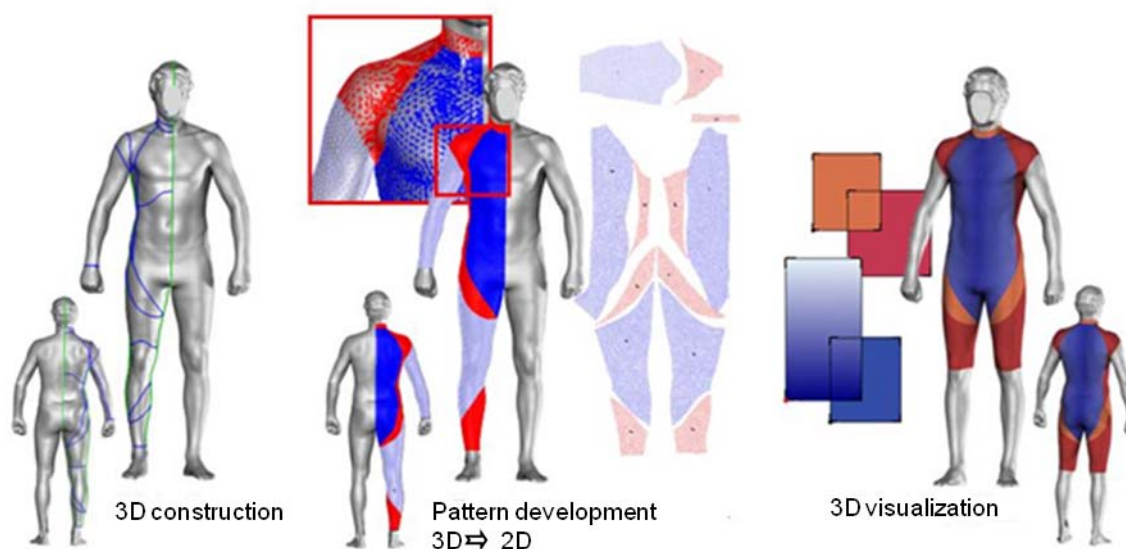 3D construction
Pattern development
3D ⇨ 2D
3D visualization